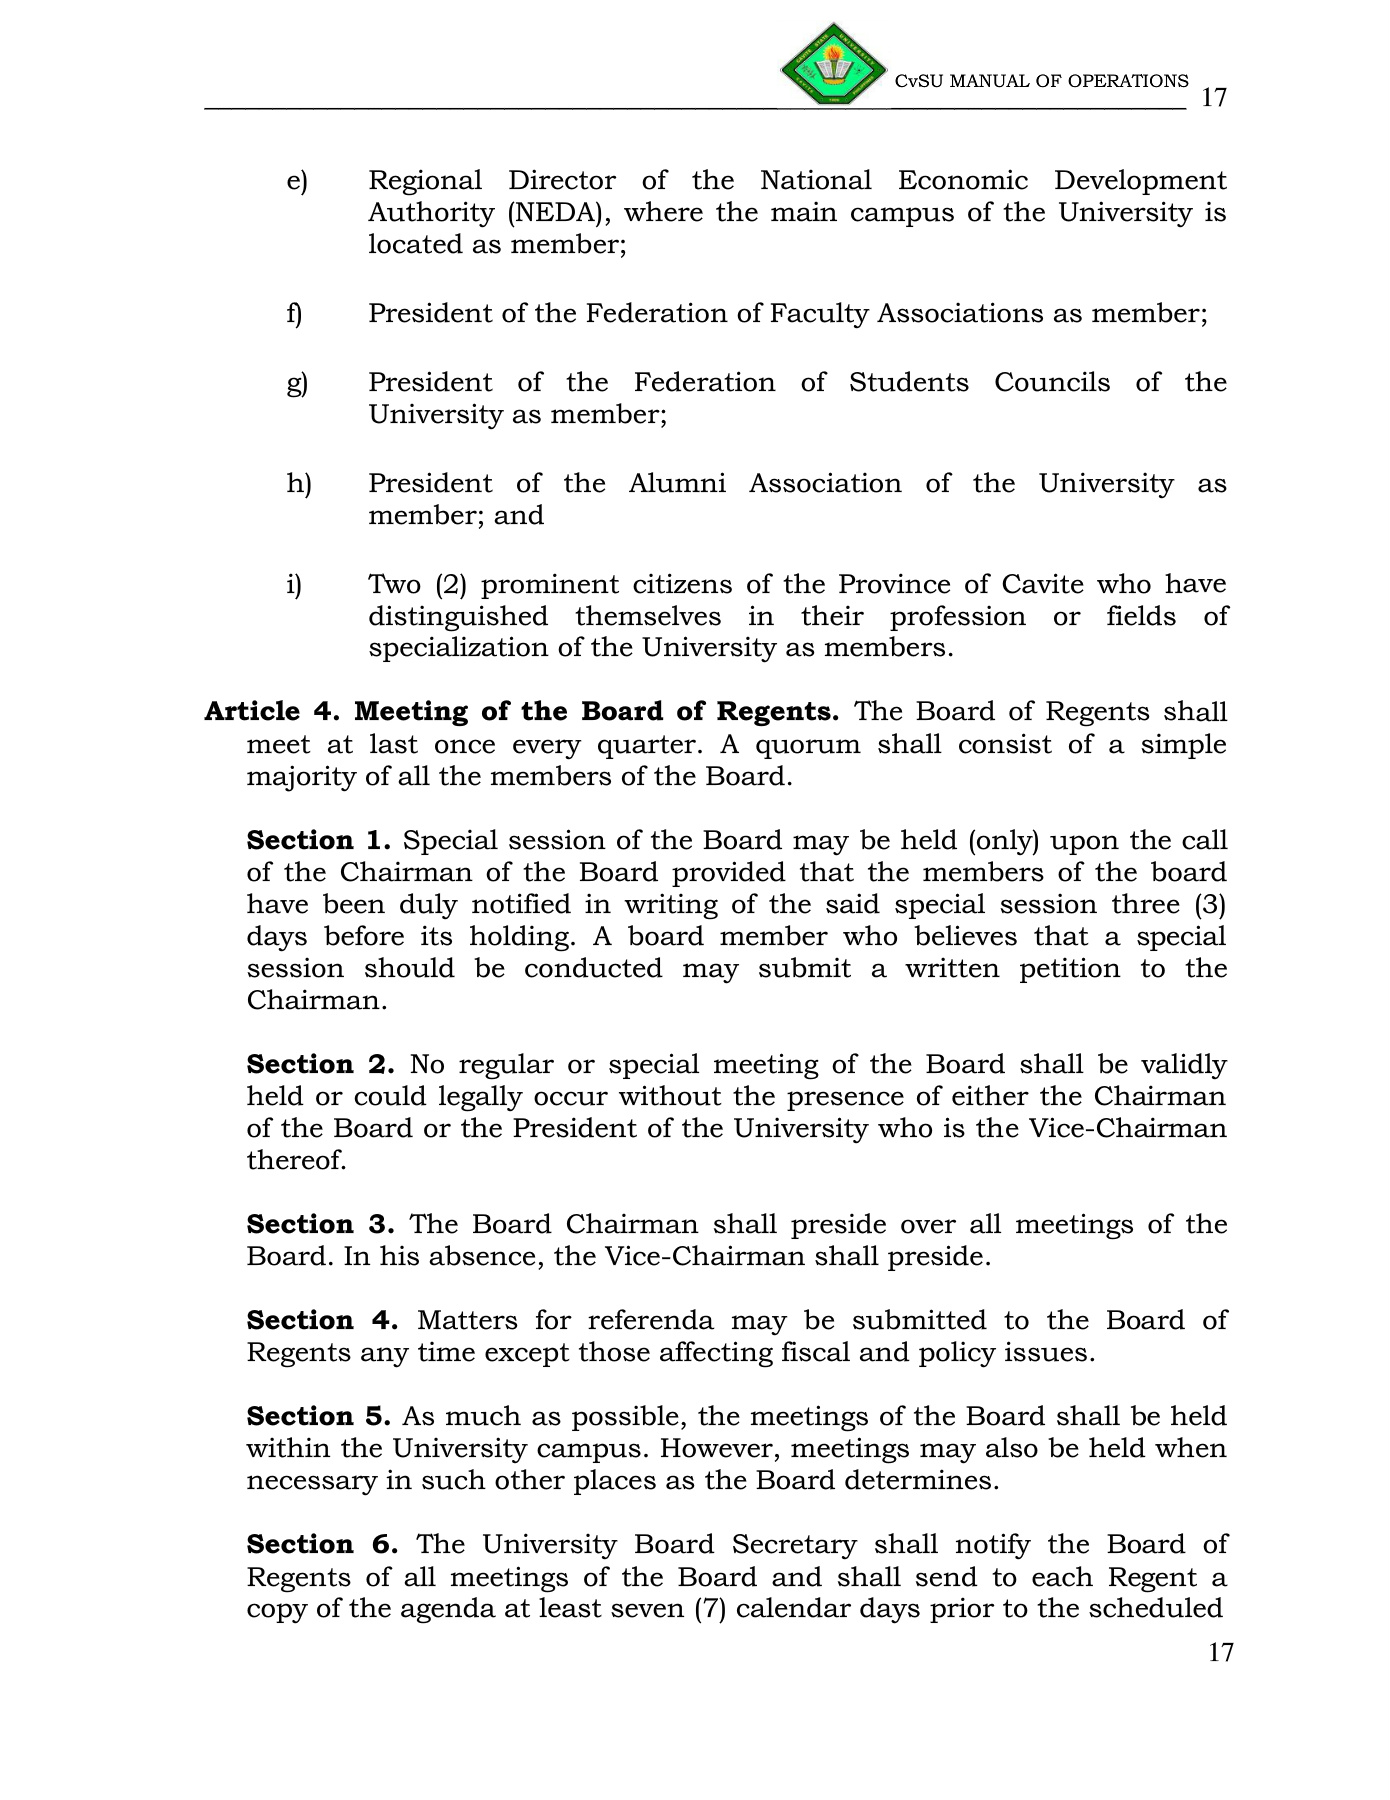 CvSU MANUAL OF OPERATIONS 17
e) Regional Director of the National Economic Development
Authority (NEDA), where the main campus of the University is
located as member;
f) President of the Federation of Faculty Associations as member;
g) President of the Federation of Students Councils of the
University as member;
h) President of the Alumni Association of the University as
member; and
i) Two (2) prominent citizens of the Province of Cavite who have
distinguished themselves in their profession or fields of
specialization of the University as members.
Article 4. Meeting of the Board of Regents. The Board of Regents shall
meet at last once every quarter. A quorum shall consist of a simple
majority of all the members of the Board.
Section 1. Special session of the Board may be held (only) upon the call
of the Chairman of the Board provided that the members of the board
have been duly notified in writing of the said special session three (3)
days before its holding. A board member who believes that a special
session should be conducted may submit a written petition to the
Chairman.
Section 2. No regular or special meeting of the Board shall be validly
held or could legally occur without the presence of either the Chairman
of the Board or the President of the University who is the Vice-Chairman
thereof.
Section 3. The Board Chairman shall preside over all meetings of the
Board. In his absence, the Vice-Chairman shall preside.
Section 4. Matters for referenda may be submitted to the Board of
Regents any time except those affecting fiscal and policy issues.
Section 5. As much as possible, the meetings of the Board shall be held
within the University campus. However, meetings may also be held when
necessary in such other places as the Board determines.
Section 6. The University Board Secretary shall notify the Board of
Regents of all meetings of the Board and shall send to each Regent a
copy of the agenda at least seven (7) calendar days prior to the scheduled
17